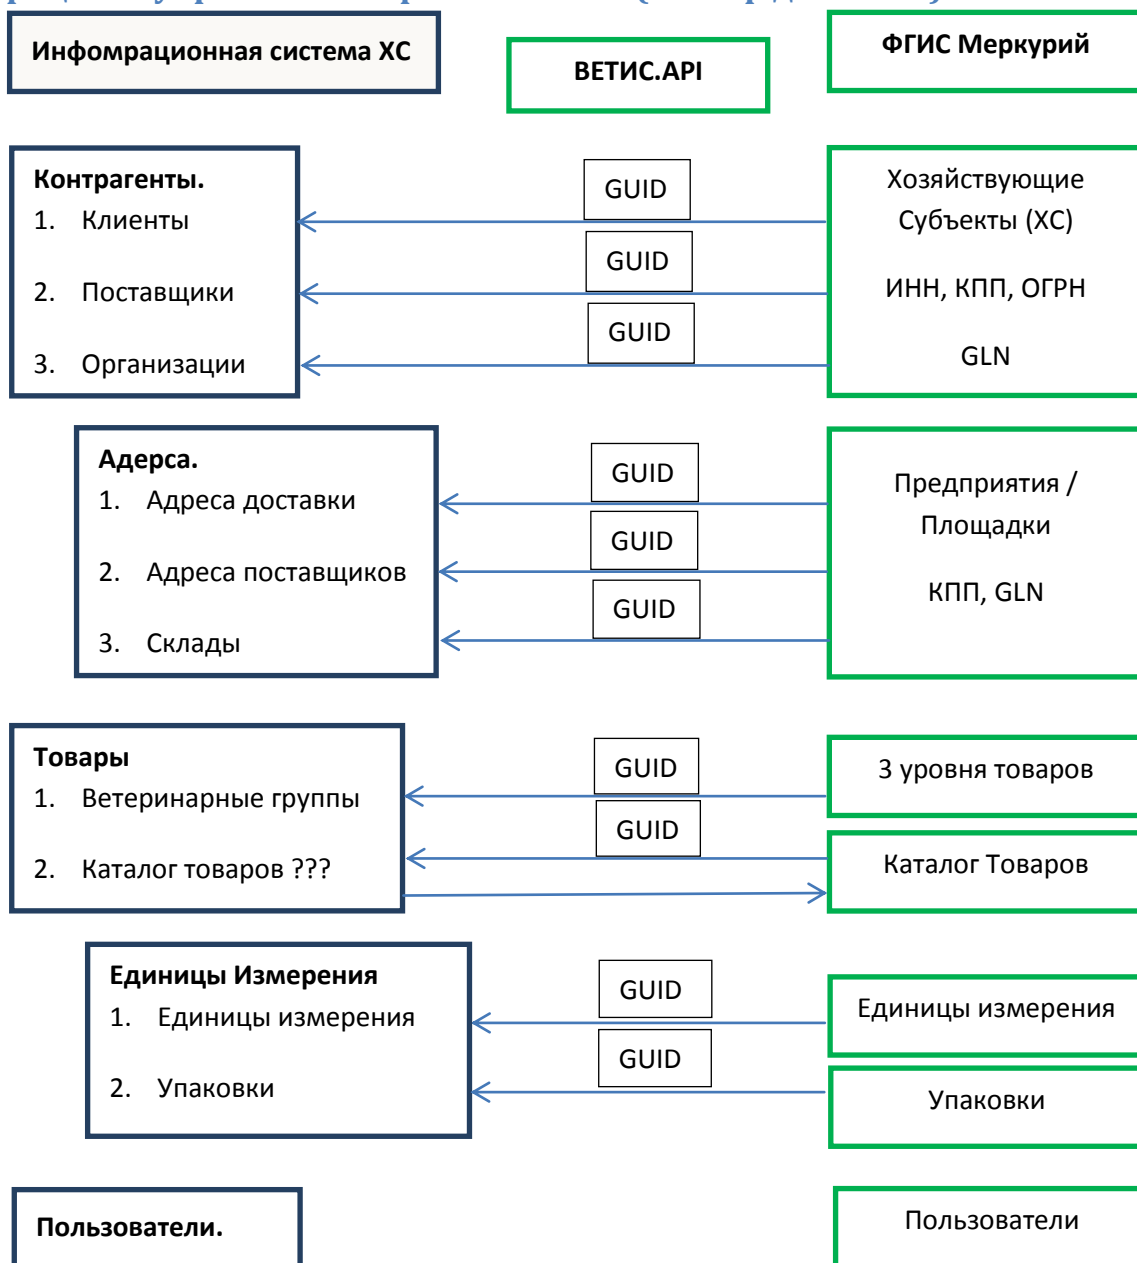 Инфомрационная система ХС
ВЕТИС.API
ФГИС Меркурий
Контрагенты.
1. Клиенты
2. Поставщики
3. Организации
GUID
GUID
GUID
Хозяйствующие
Субъекты (ХС)
ИНН, КПП, ОГРН
GLN
Адерса.
1. Адреса доставки
2. Адреса поставщиков
3. Склады
GUID
GUID
GUID
Предприятия /
Площадки
КПП, GLN
Товары
1. Ветеринарные группы
2. Каталог товаров ???
GUID
GUID
3 уровня товаров
Каталог Товаров
Единицы Измерения
1. Единицы измерения
2. Упаковки
GUID
GUID
Единицы измерения
Упаковки
Пользователи.
Пользователи